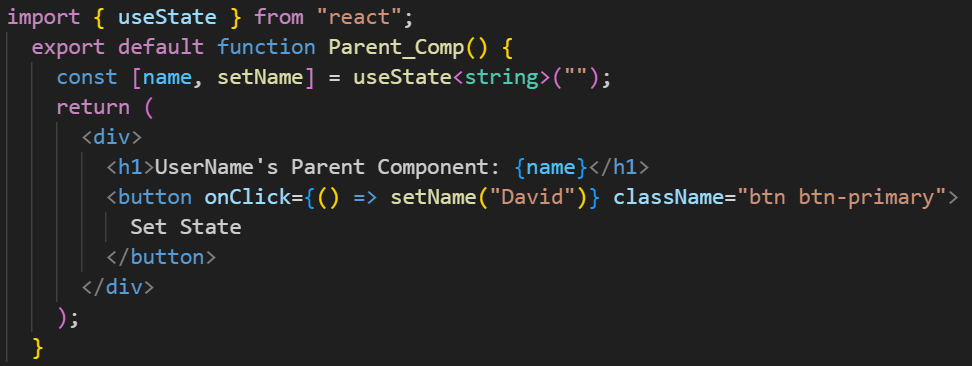 import { useState } from "react";
export default function Parent_Comp() {
const [name, setName] = useState<string>("");
return (
<div>
<h1>UserName's Parent Component: {name}</h1>
<button onClick={() => setName("David")} className="btn btn-primary">
Set State
</button>
</div>
);
}